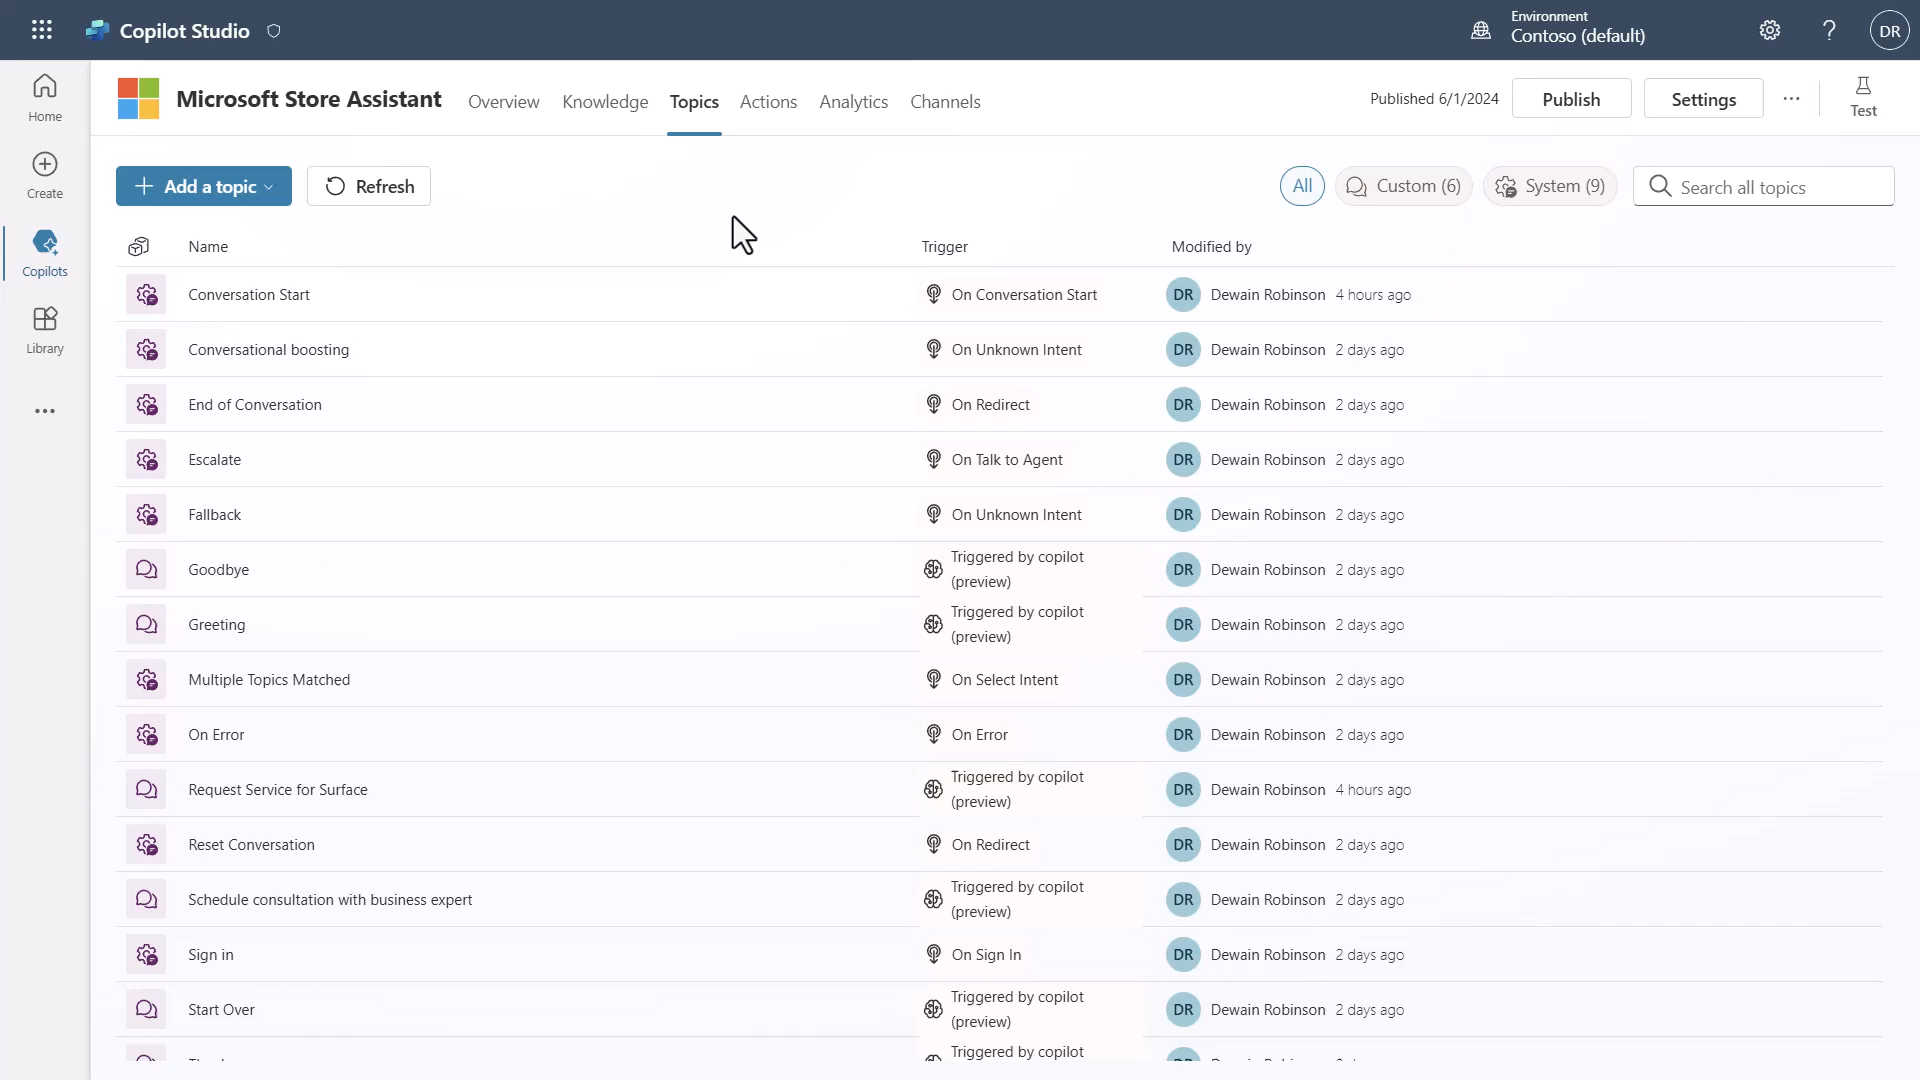 Copilot Studio
Environment
Contoso (default)
DR
Home
Create
Copilots
Library
Microsoft Store Assistant
Overview
Knowledge
Topics
Actions
Analytics
Channels
Published 6/1/2024
Publish
Settings
Test
Add a topic
Refresh
All
Custom (6)
System (9)
Search all topics
Name Trigger Modified by
Conversation Start On Conversation Start DR Dewain Robinson 4 hours ago
Conversational boosting On Unknown Intent DR Dewain Robinson 2 days ago
End of Conversation On Redirect DR Dewain Robinson 2 days ago
Escalate On Talk to Agent DR Dewain Robinson 2 days ago
Fallback On Unknown Intent DR Dewain Robinson 2 days ago
Goodbye Triggered by copilot (preview) DR Dewain Robinson 2 days ago
Greeting Triggered by copilot (preview) DR Dewain Robinson 2 days ago
Multiple Topics Matched On Select Intent DR Dewain Robinson 2 days ago
On Error On Error DR Dewain Robinson 2 days ago
Request Service for Surface Triggered by copilot (preview) DR Dewain Robinson 4 hours ago
Reset Conversation On Redirect DR Dewain Robinson 2 days ago
Schedule consultation with business expert Triggered by copilot (preview) DR Dewain Robinson 2 days ago
Sign in On Sign In DR Dewain Robinson 2 days ago
Start Over Triggered by copilot (preview) DR Dewain Robinson 2 days ago
Triggered by copilot